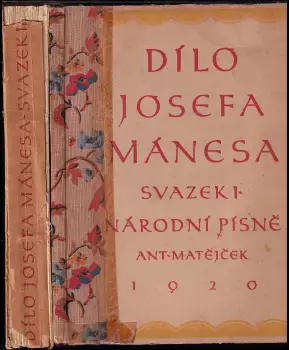 DÍLO JOSEFA MÁNESA-SVAZEK I.
DÍLO
JOSEFA
MÁNESA
SVAZEK I·
NÁRODNÍ PÍSNĚ
ANT·MATĚJČEK
1920